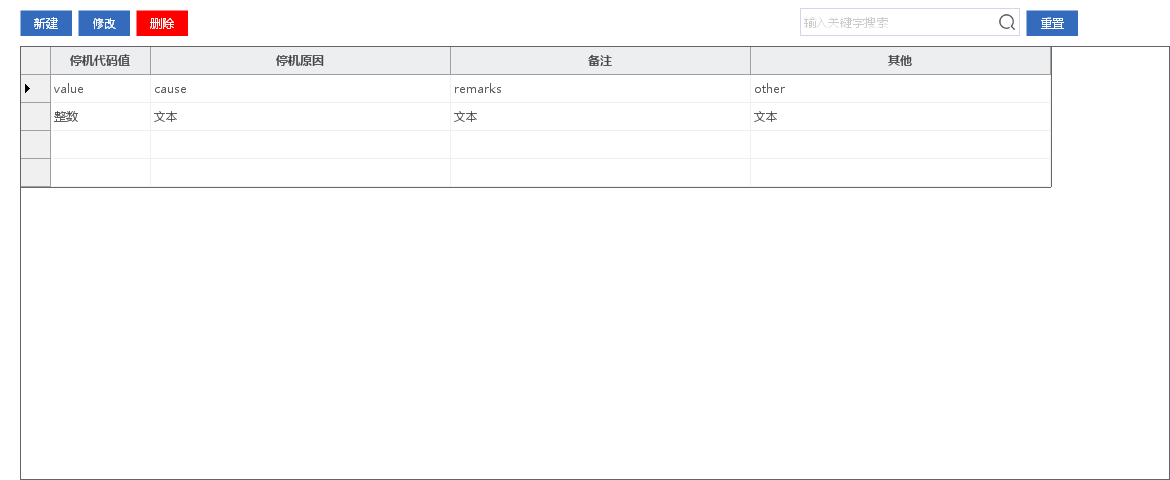 新建 修改 删除 输入关键字搜索 重置
停机代码值 停机原因 备注 其他
value cause remarks other
整数 文本 文本 文本